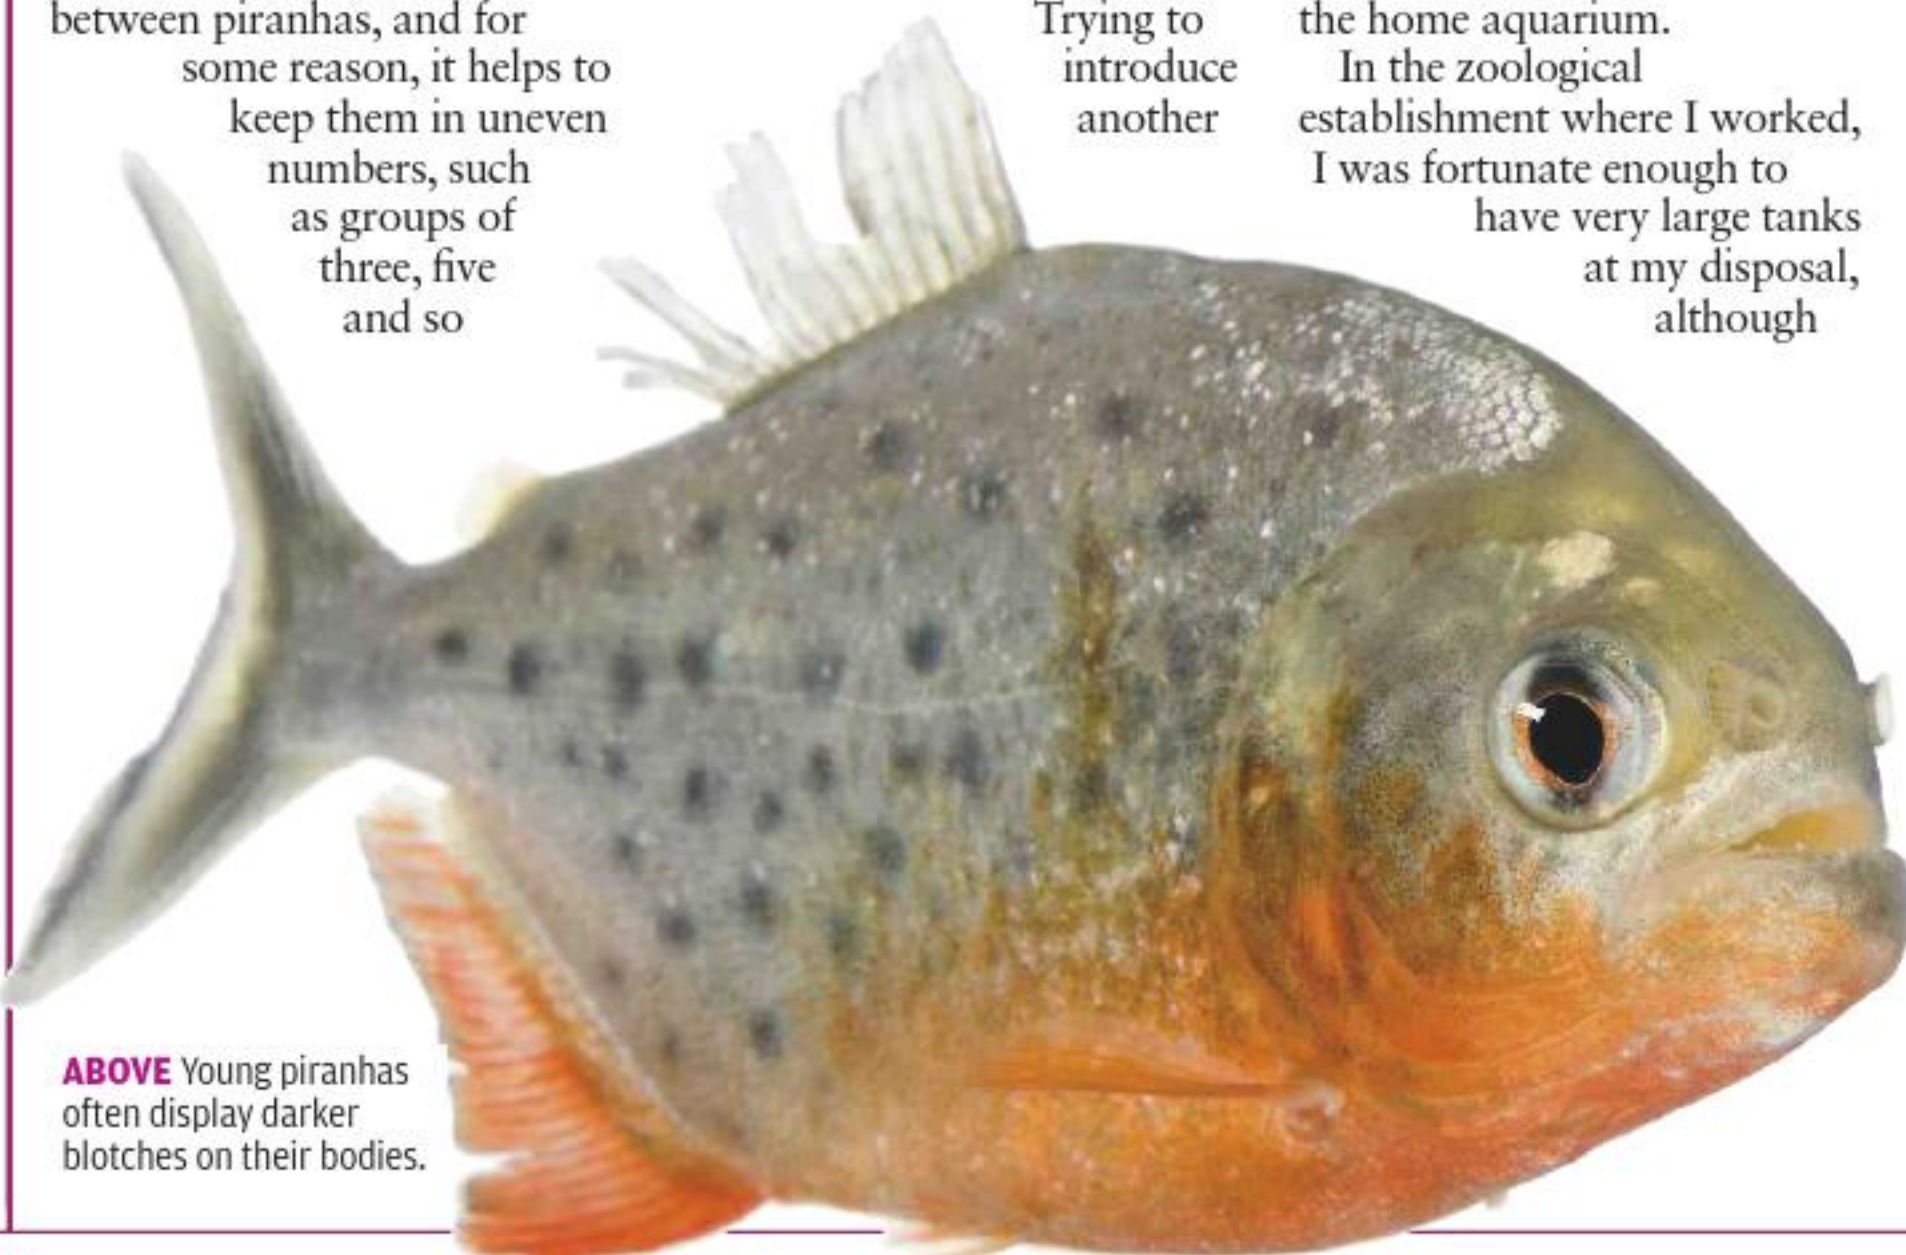 between piranhas, and for
some reason, it helps to
keep them in uneven
numbers, such
as groups of
three, five
and so
Trying to
introduce
another
the home aquarium.
In the zoological
establishment where I worked,
I was fortunate enough to
have very large tanks
at my disposal,
although
ABOVE Young piranhas
often display darker
blotches on their bodies.